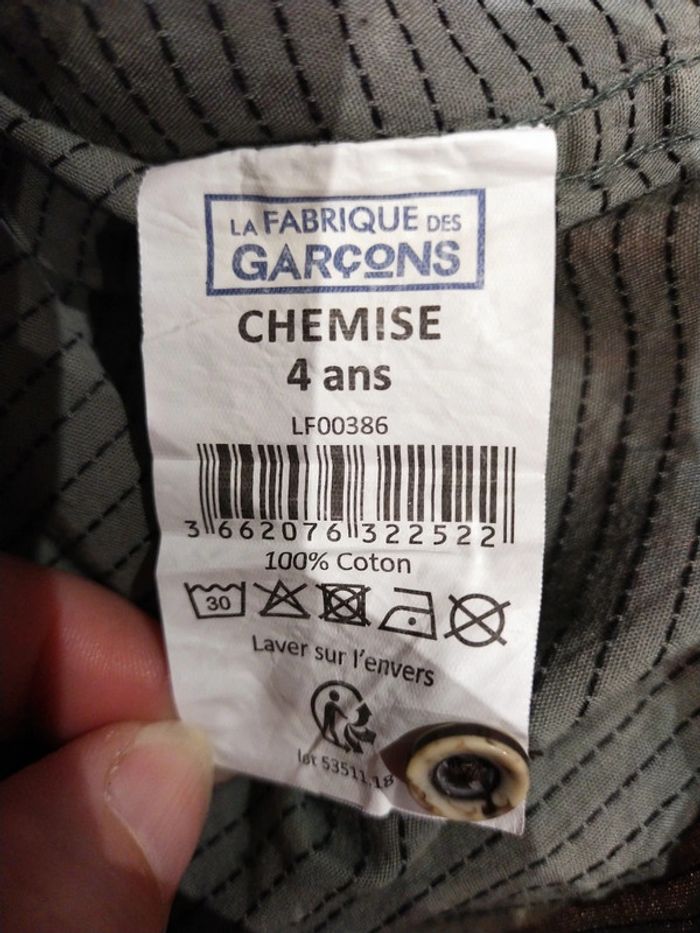 LA FABRIQUE DES
GARÇONS
CHEMISE
4 ans
LF00386
3 662076 322522
100% Coton
30
Laver sur l'envers
lot 53511.18